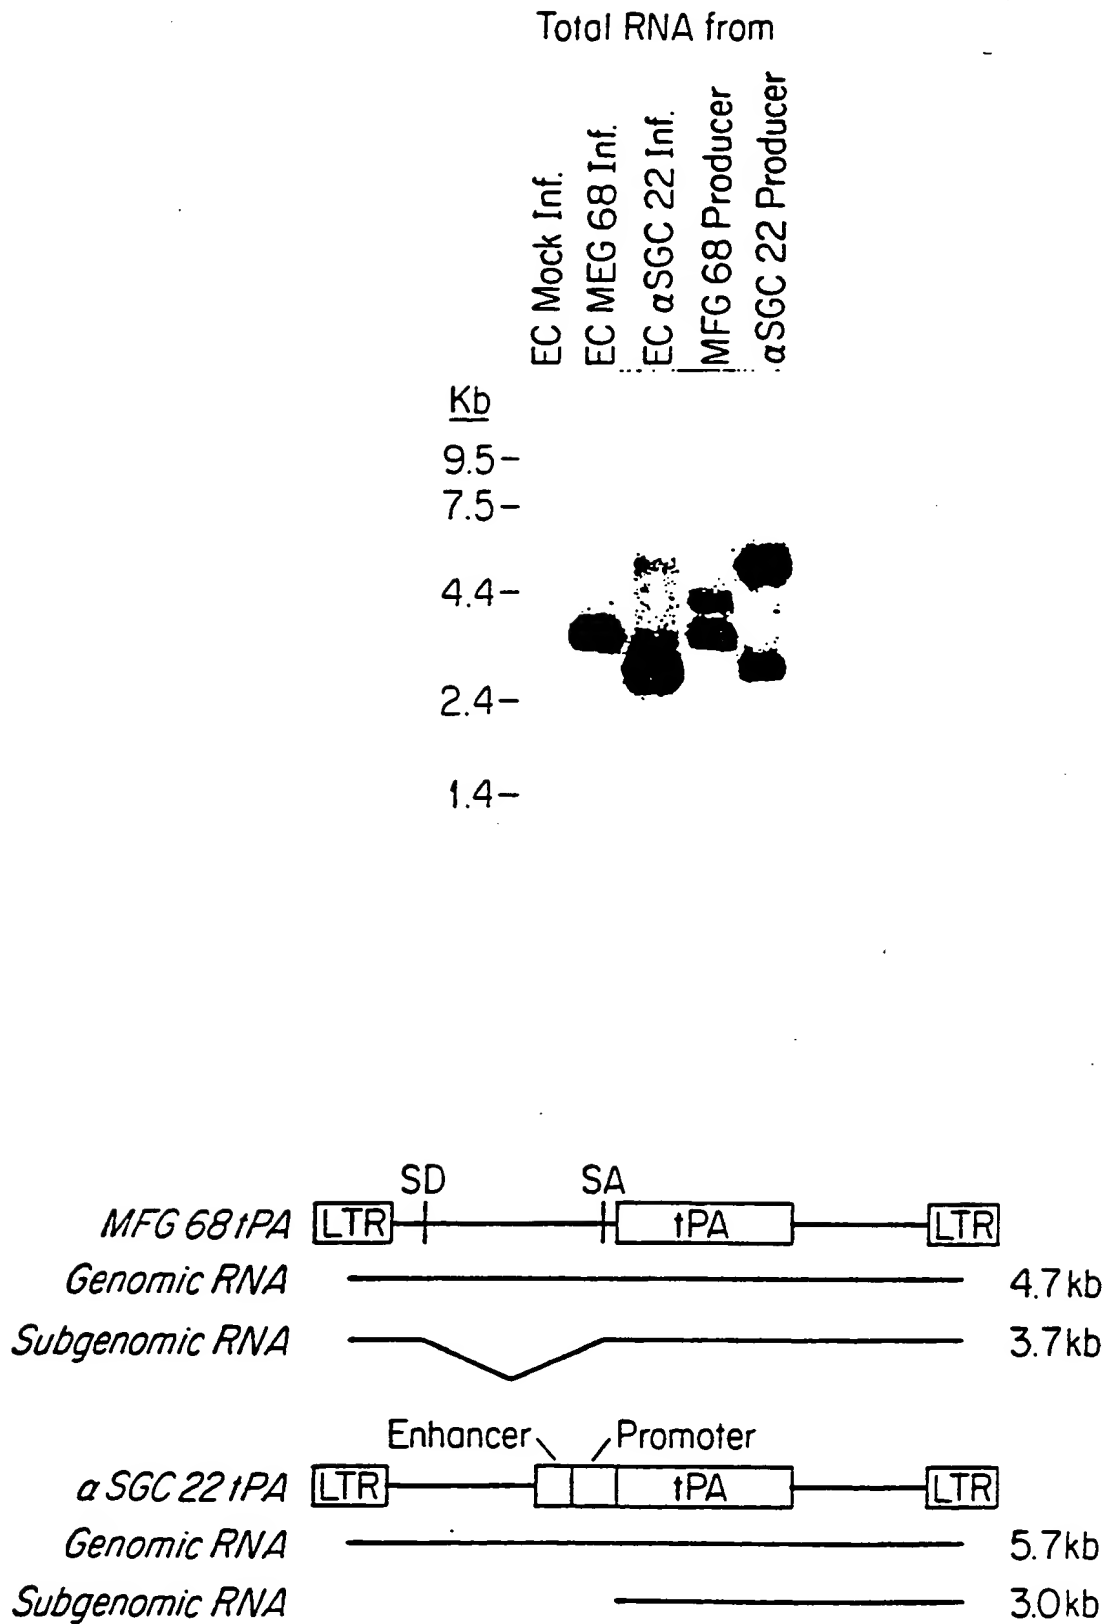 Total RNA from
EC Mock Inf.
EC MEG 68 Inf.
EC αSGC 22 Inf.
MFG 68 Producer
αSGC 22 Producer
Kb
9.5-
7.5-
4.4-
2.4-
1.4-
SD SA
MFG 68 tPA LTR tPA LTR
Genomic RNA 4.7 kb
Subgenomic RNA 3.7 kb
Enhancer Promoter
α SGC 22 tPA LTR tPA LTR
Genomic RNA 5.7 kb
Subgenomic RNA 3.0 kb